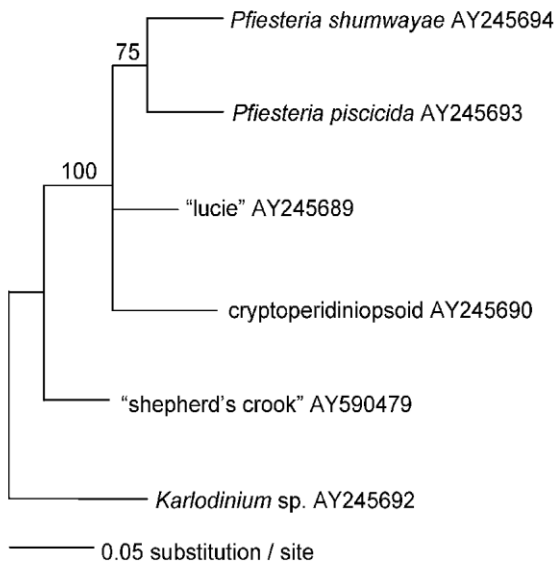 Pfiesteria shumwayae AY245694
75
Pfiesteria piscicida AY245693
100
“lucie” AY245689
cryptoperidiniopsoid AY245690
“shepherd’s crook” AY590479
Karlodinium sp. AY245692
0.05 substitution / site